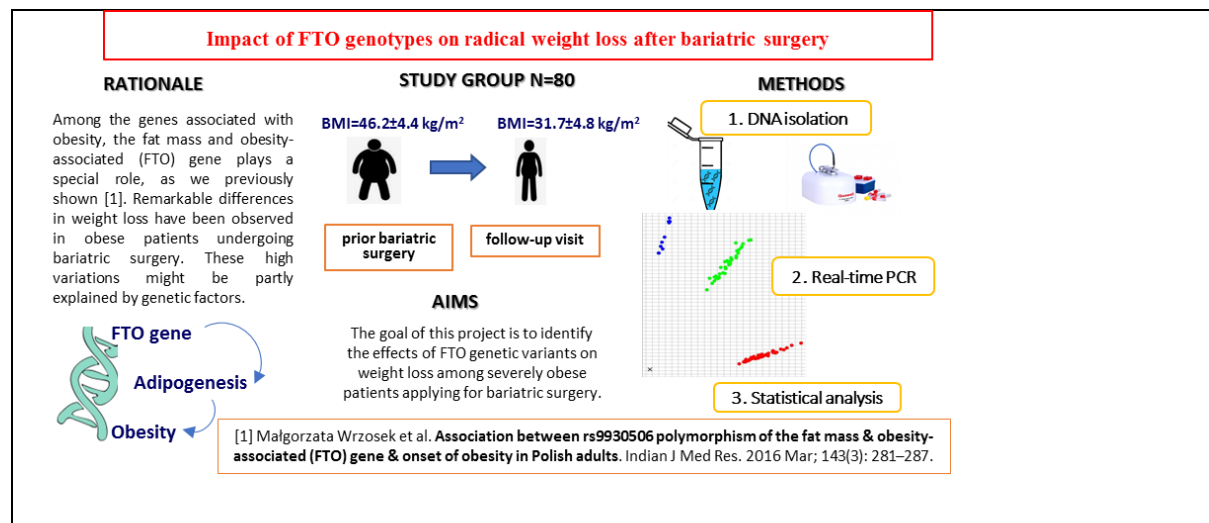 Impact of FTO genotypes on radical weight loss after bariatric surgery
RATIONALE
Among the genes associated with
obesity, the fat mass and obesity-
associated (FTO) gene plays a
special role, as we previously
shown [1]. Remarkable differences
in weight loss have been observed
in obese patients undergoing
bariatric surgery. These high
variations might be partly
explained by genetic factors.
FTO gene
Adipogenesis
Obesity
STUDY GROUP N=80
BMI=46.2±4.4 kg/m²
BMI=31.7±4.8 kg/m²
prior bariatric
surgery
follow-up visit
AIMS
The goal of this project is to identify
the effects of FTO genetic variants on
weight loss among severely obese
patients applying for bariatric surgery.
METHODS
1. DNA isolation
2. Real-time PCR
3. Statistical analysis
[1] Małgorzata Wrzosek et al. Association between rs9930506 polymorphism of the fat mass & obesity-
associated (FTO) gene & onset of obesity in Polish adults. Indian J Med Res. 2016 Mar; 143(3): 281–287.